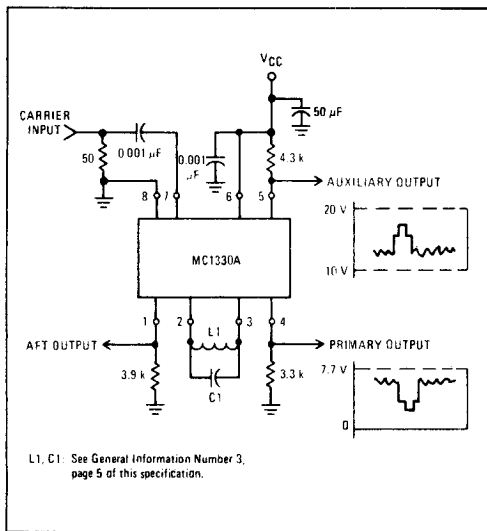 VCC
50 µF
CARRIER
INPUT
0.001 µF
50
0.001
µF
4.3 k
AUXILIARY OUTPUT
8 7 6 5
20 V
10 V
MC1330A
1 2 3 4
L1
AFT OUTPUT
PRIMARY OUTPUT
3.9 k
C1
3.3 k
7.7 V
0
L1, C1: See General Information Number 3,
page 5 of this specification.